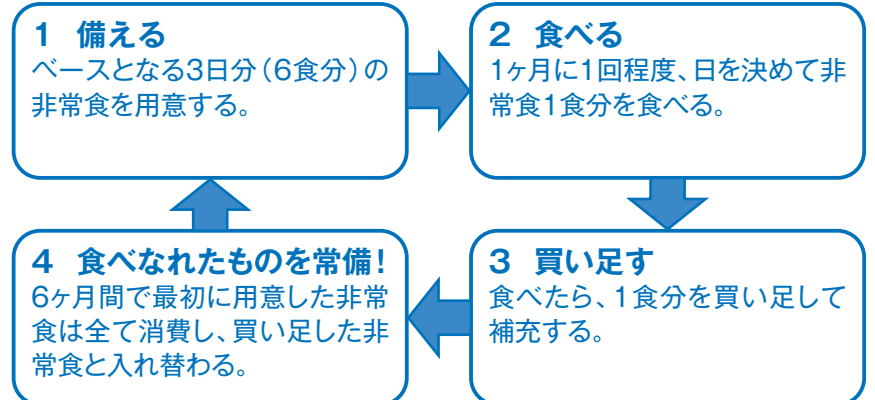 1 備える
ベースとなる3日分(6食分)の
非常食を用意する。
2 食べる
1ヶ月に1回程度、日を決めて非
常食1食分を食べる。
3 買い足す
食べたら、1食分を買い足して
補充する。
4 食べなれたものを常備!
6ヶ月間で最初に用意した非常
食は全て消費し、買い足した非
常食と入れ替わる。